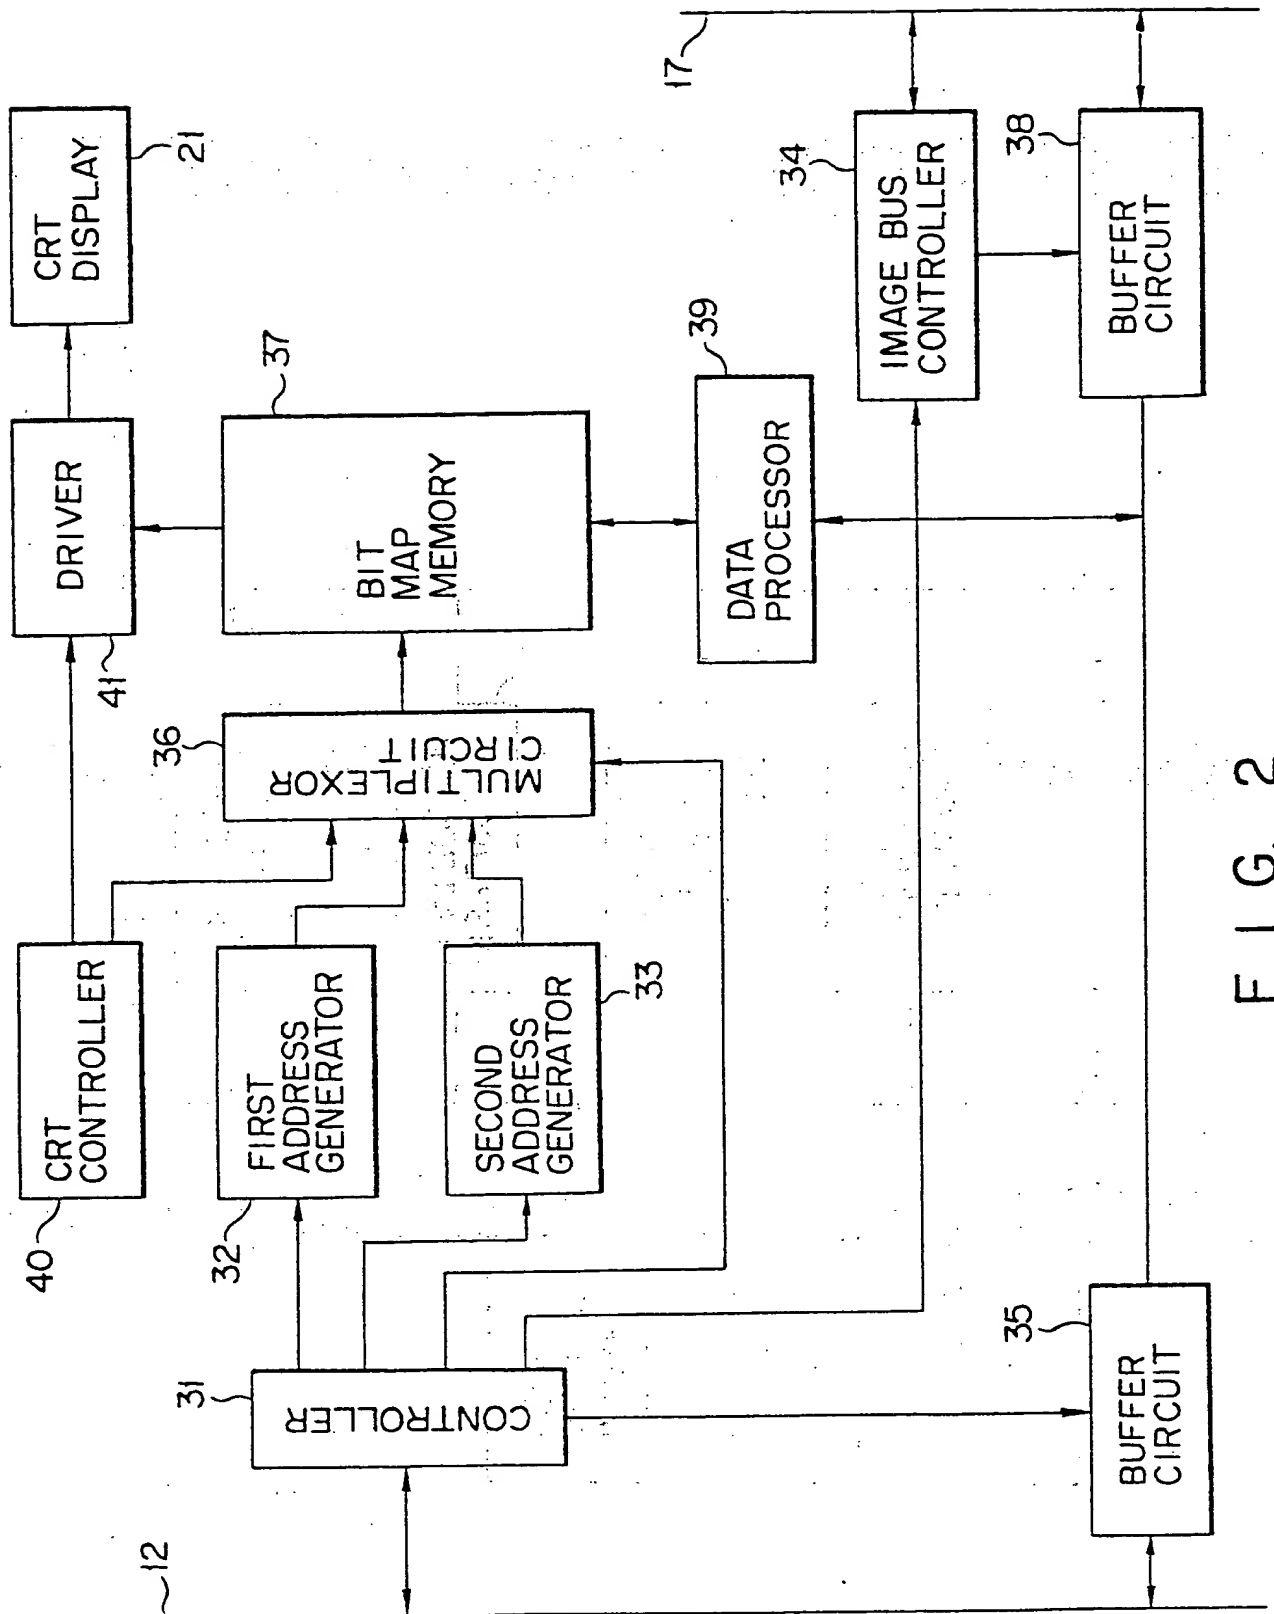 12
40
CRT
CONTROLLER
41
DRIVER
CRT
DISPLAY
21
31
CONTROLLER
32
FIRST
ADDRESS
GENERATOR
36
MULTIPLEXOR
CIRCUIT
37
BIT
MAP
MEMORY
SECOND
ADDRESS
GENERATOR
33
DATA
PROCESSOR
39
17
34
IMAGE BUS
CONTROLLER
35
BUFFER
CIRCUIT
38
BUFFER
CIRCUIT
F I G. 2